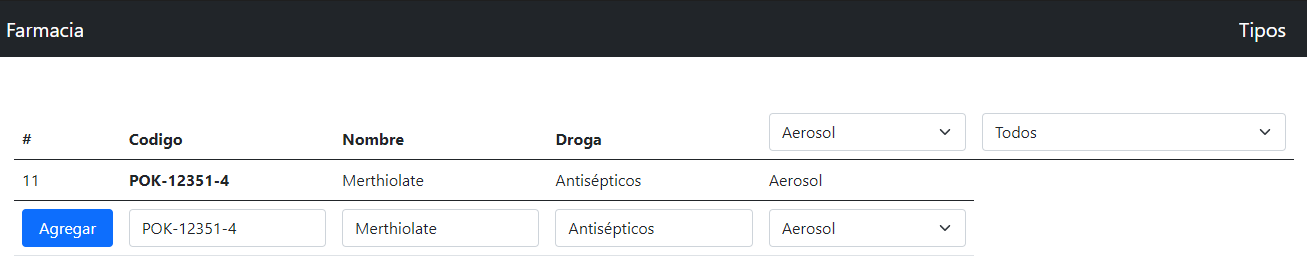 Farmacia Tipos
# Codigo Nombre Droga Aerosol Todos
11 POK-12351-4 Merthiolate Antisépticos Aerosol
Agregar POK-12351-4 Merthiolate Antisépticos Aerosol